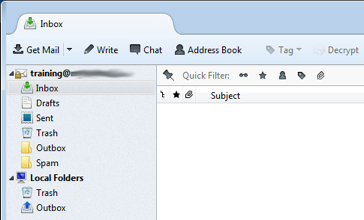 Inbox
Get Mail Write Chat Address Book Tag Decrypt
training@
Quick Filter:
Inbox
Subject
Drafts
Sent
Trash
Outbox
Spam
Local Folders
Trash
Outbox